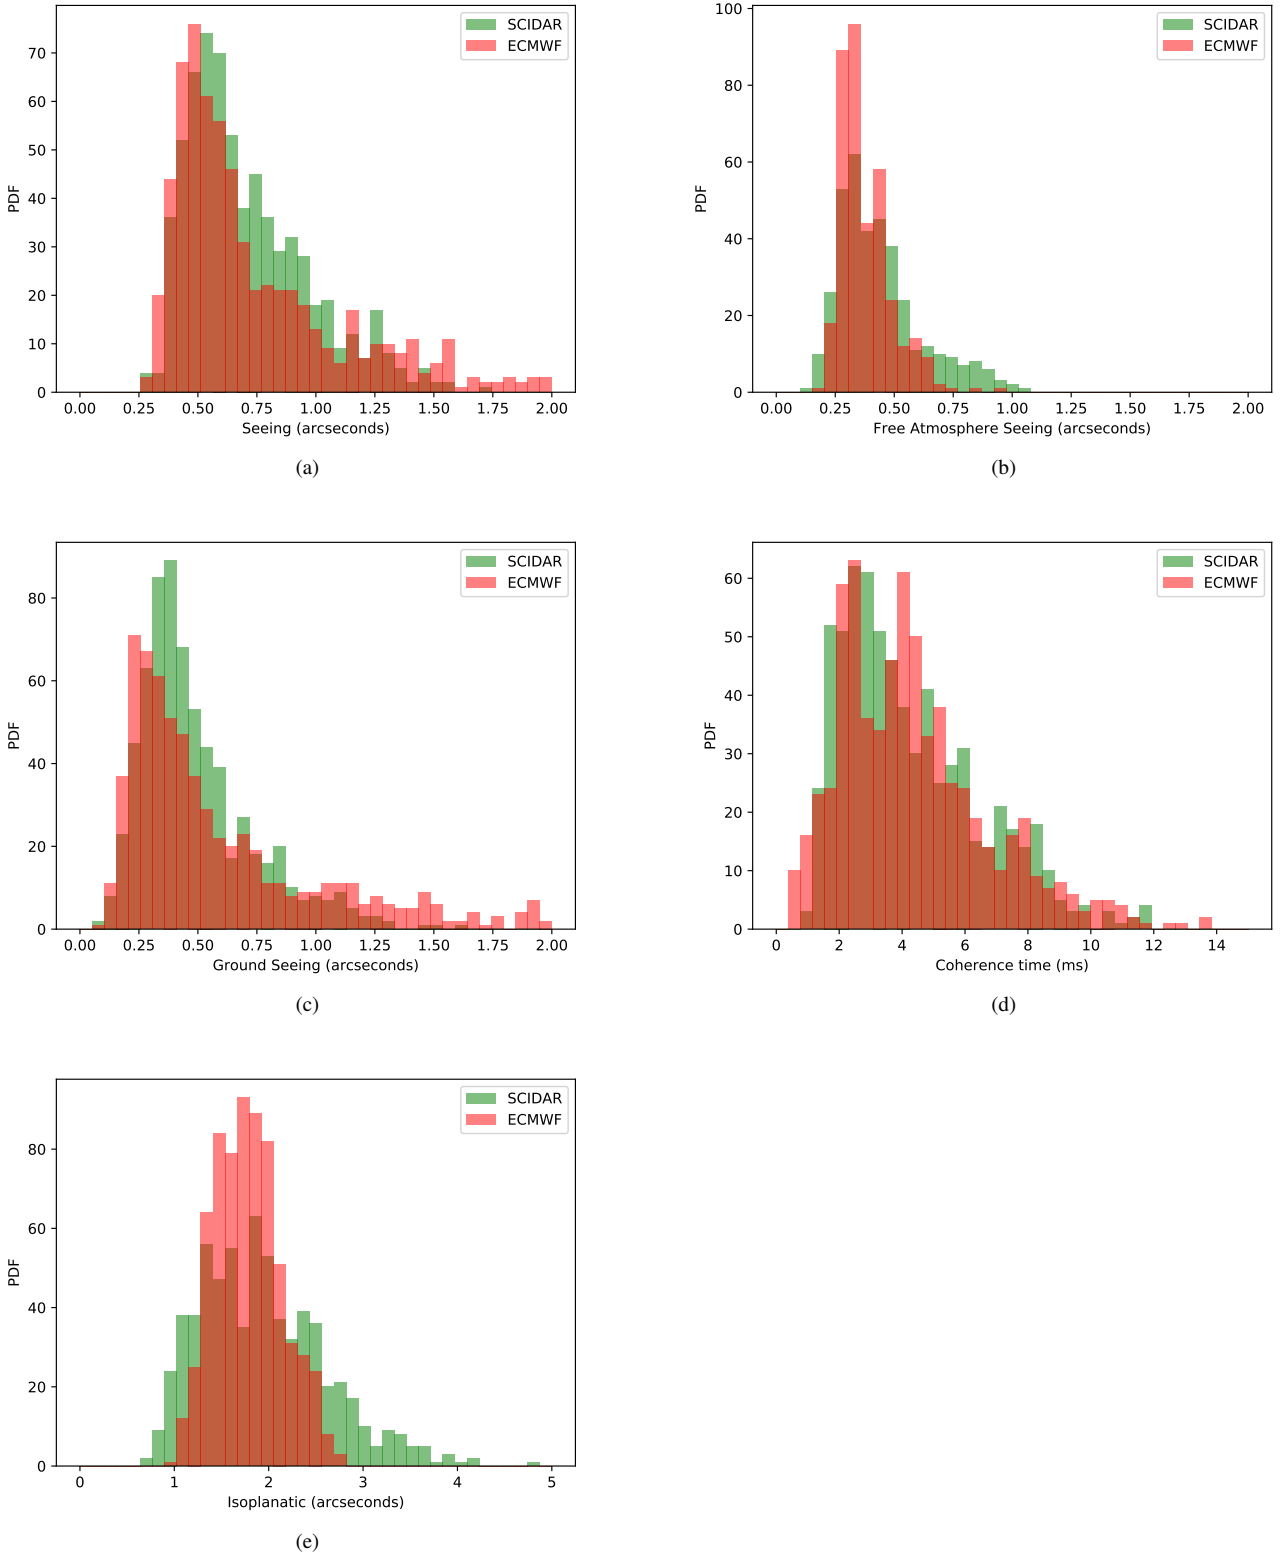 SCIDAR
ECMWF
PDF
70
60
50
40
30
20
10
0
0.00 0.25 0.50 0.75 1.00 1.25 1.50 1.75 2.00
Seeing (arcseconds)
(a)
SCIDAR
ECMWF
PDF
100
80
60
40
20
0
0.00 0.25 0.50 0.75 1.00 1.25 1.50 1.75 2.00
Free Atmosphere Seeing (arcseconds)
(b)
SCIDAR
ECMWF
PDF
80
60
40
20
0
0.00 0.25 0.50 0.75 1.00 1.25 1.50 1.75 2.00
Ground Seeing (arcseconds)
(c)
SCIDAR
ECMWF
PDF
60
50
40
30
20
10
0
0 2 4 6 8 10 12 14
Coherence time (ms)
(d)
SCIDAR
ECMWF
PDF
80
60
40
20
0
0 1 2 3 4 5
Isoplanatic (arcseconds)
(e)